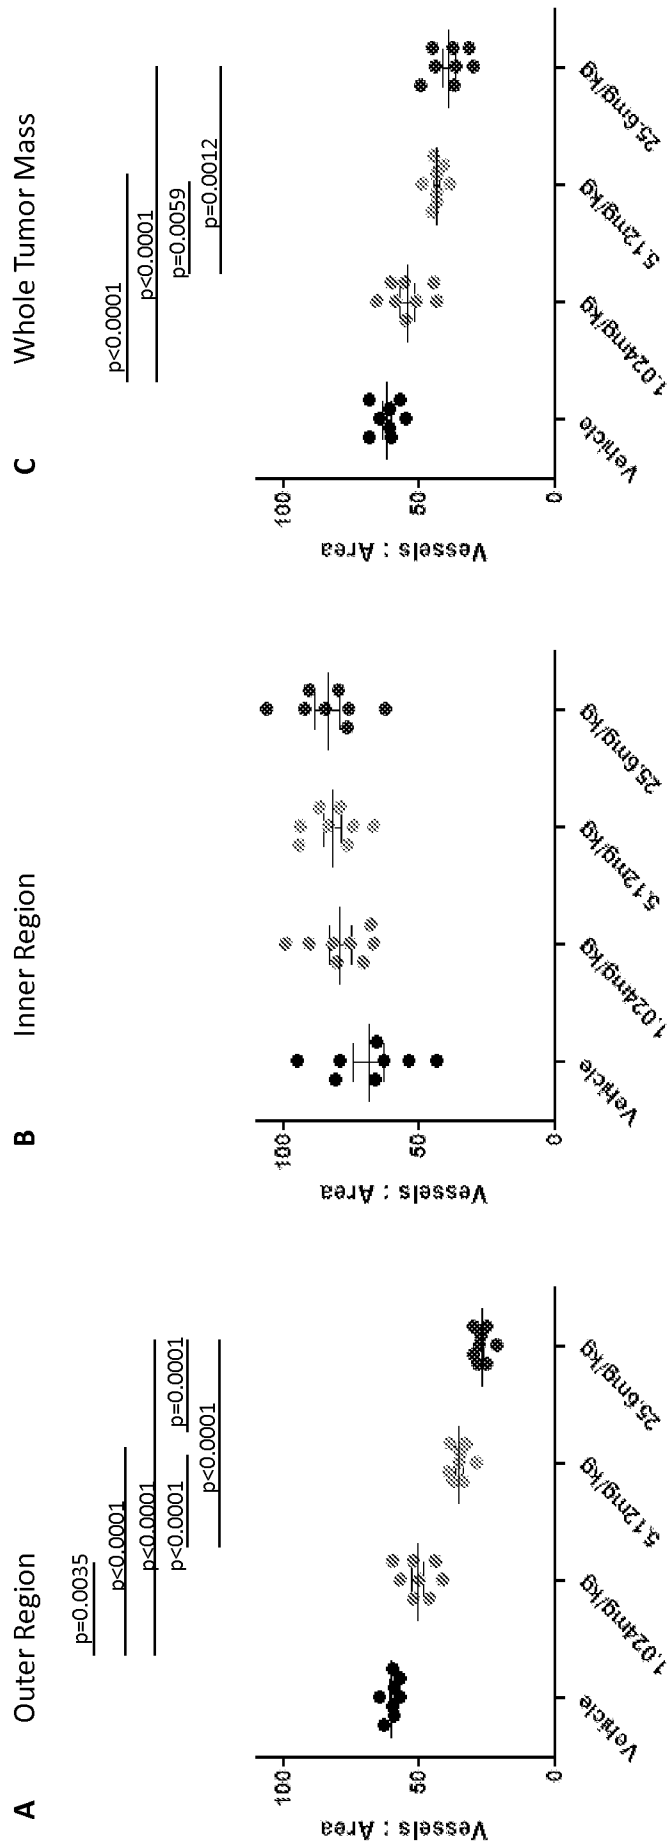 A
Outer Region
p=0.0035
p<0.0001
p<0.0001
p<0.0001
p=0.0001
p<0.0001
100
50
0
Vessels : Area
Vehicle
1.024mg/kg
5.12mg/kg
25.6mg/kg
B
Inner Region
100
50
0
Vessels : Area
Vehicle
1.024mg/kg
5.12mg/kg
25.6mg/kg
C
Whole Tumor Mass
p<0.0001
p<0.0001
p=0.0059
p=0.0012
100
50
0
Vessels : Area
Vehicle
1.024mg/kg
5.12mg/kg
25.6mg/kg